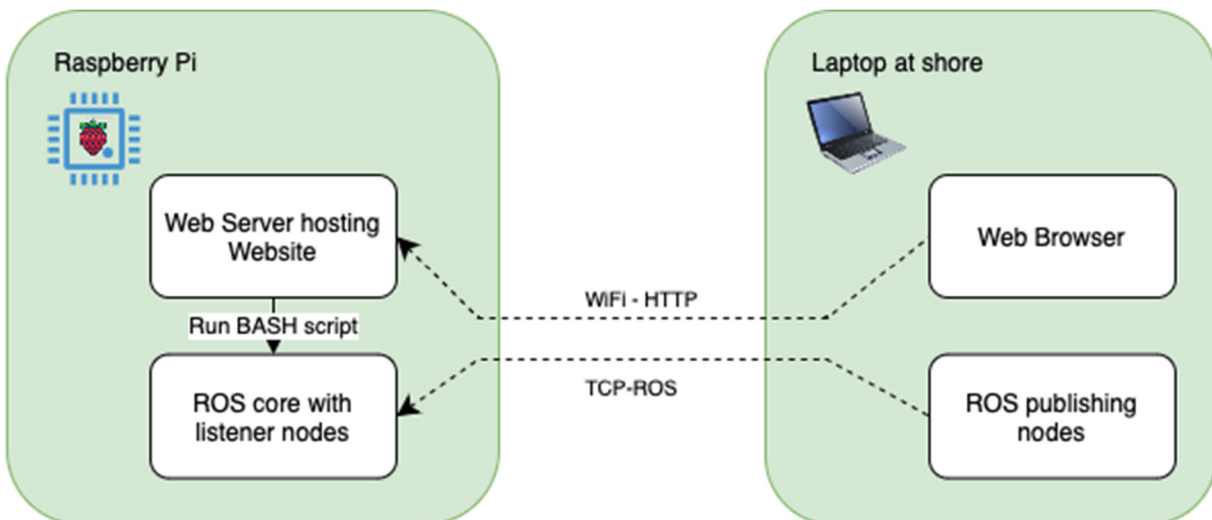 Raspberry Pi
Web Server hosting
Website
Run BASH script
ROS core with
listener nodes
WiFi - HTTP
TCP-ROS
Laptop at shore
Web Browser
ROS publishing
nodes